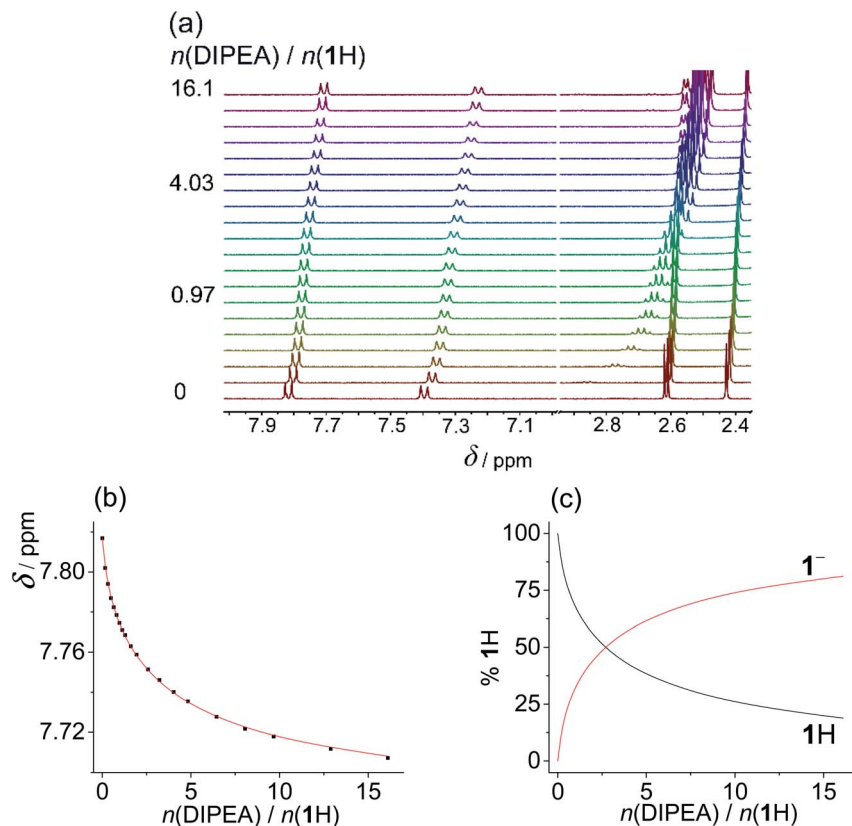 (a)
n(DIPEA) / n(1H)
16.1
4.03
0.97
0
7.9 7.7 7.5 7.3 7.1 2.8 2.6 2.4
δ / ppm
(b)
δ / ppm
7.80
7.76
7.72
0 5 10 15
n(DIPEA) / n(1H)
(c)
% 1H
100
75
50
25
0
1⁻
1H
0 5 10 15
n(DIPEA) / n(1H)